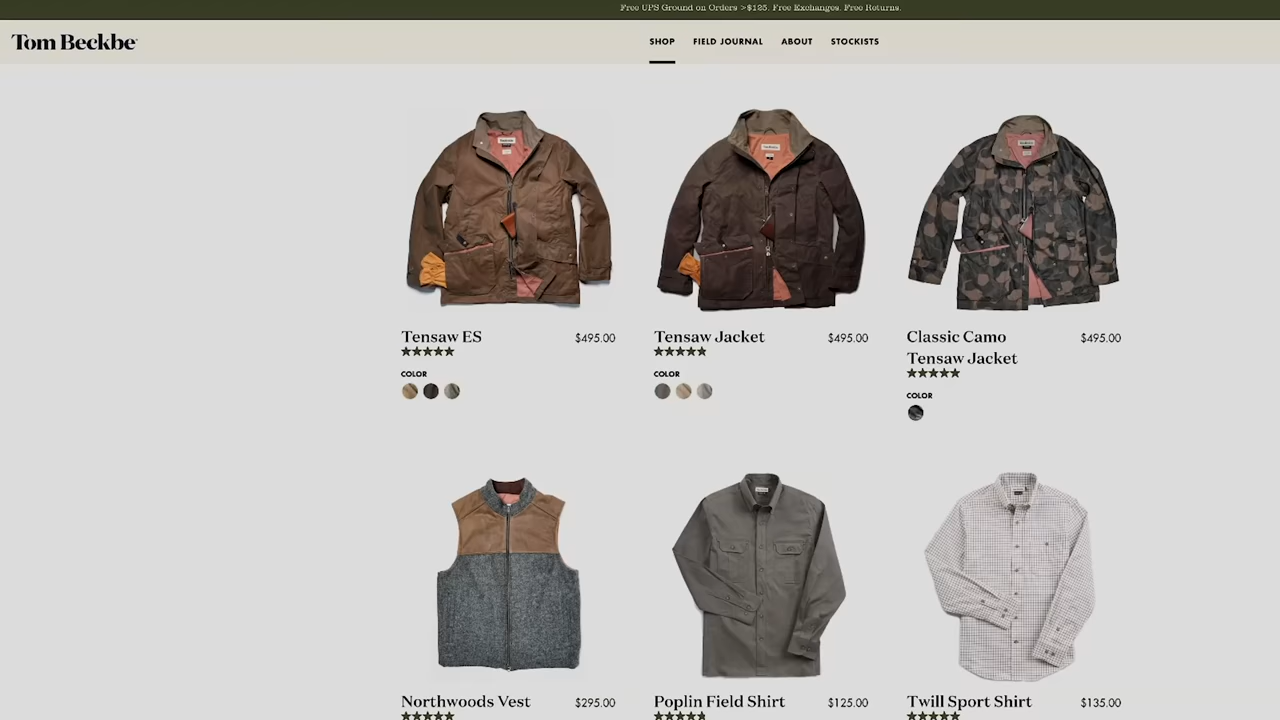 Free UPS Ground on Orders >$125. Free Exchanges. Free Returns.
Tom Beckbe
SHOP FIELD JOURNAL ABOUT STOCKISTS
Tensaw ES $495.00
Tensaw Jacket $495.00
Classic Camo $495.00
Tensaw Jacket
COLOR
COLOR
COLOR
Northwoods Vest $295.00
Poplin Field Shirt $125.00
Twill Sport Shirt $135.00